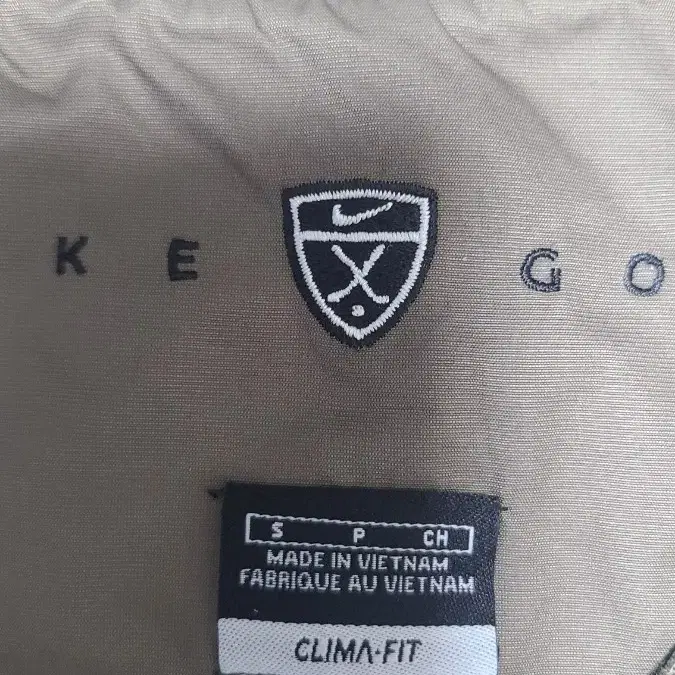 K E G O
S P CH
MADE IN VIETNAM
FABRIQUE AU VIETNAM
CLIMA·FIT